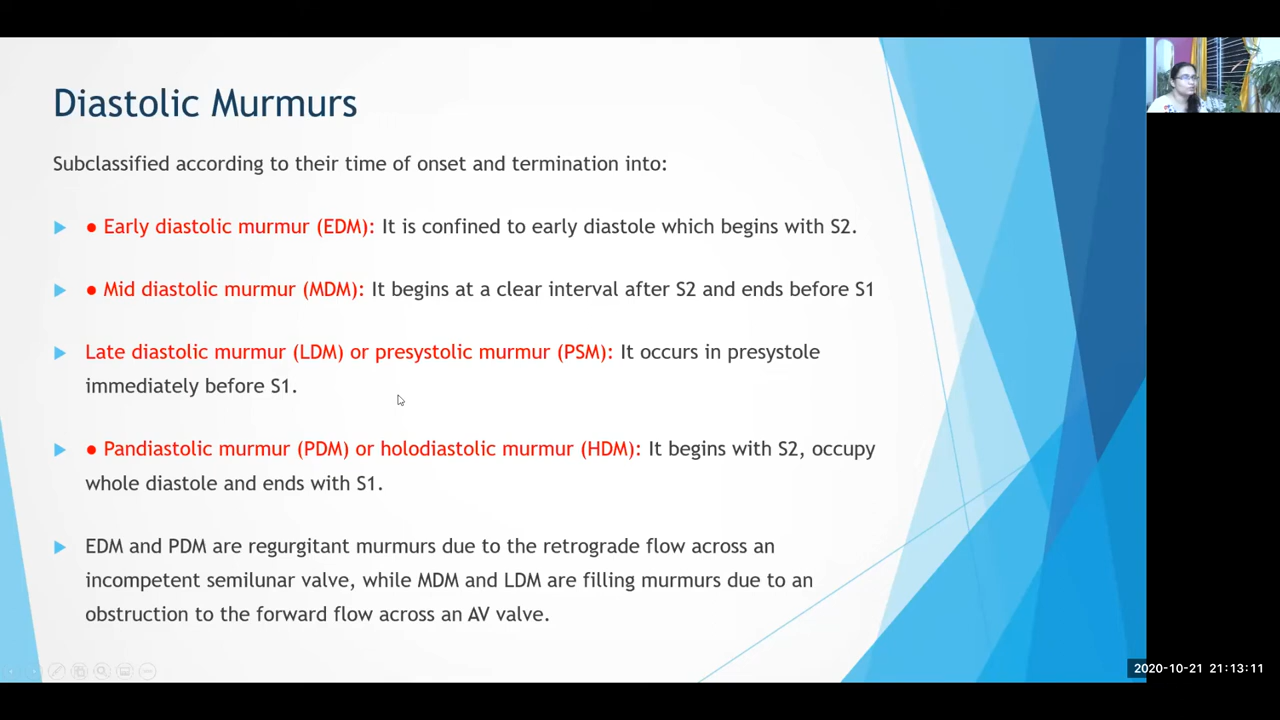 Diastolic Murmurs
Subclassified according to their time of onset and termination into:
● Early diastolic murmur (EDM): It is confined to early diastole which begins with S2.
● Mid diastolic murmur (MDM): It begins at a clear interval after S2 and ends before S1
Late diastolic murmur (LDM) or presystolic murmur (PSM): It occurs in presystole
immediately before S1.
● Pandiastolic murmur (PDM) or holodiastolic murmur (HDM): It begins with S2, occupy
whole diastole and ends with S1.
EDM and PDM are regurgitant murmurs due to the retrograde flow across an
incompetent semilunar valve, while MDM and LDM are filling murmurs due to an
obstruction to the forward flow across an AV valve.
2020-10-21 21:13:11